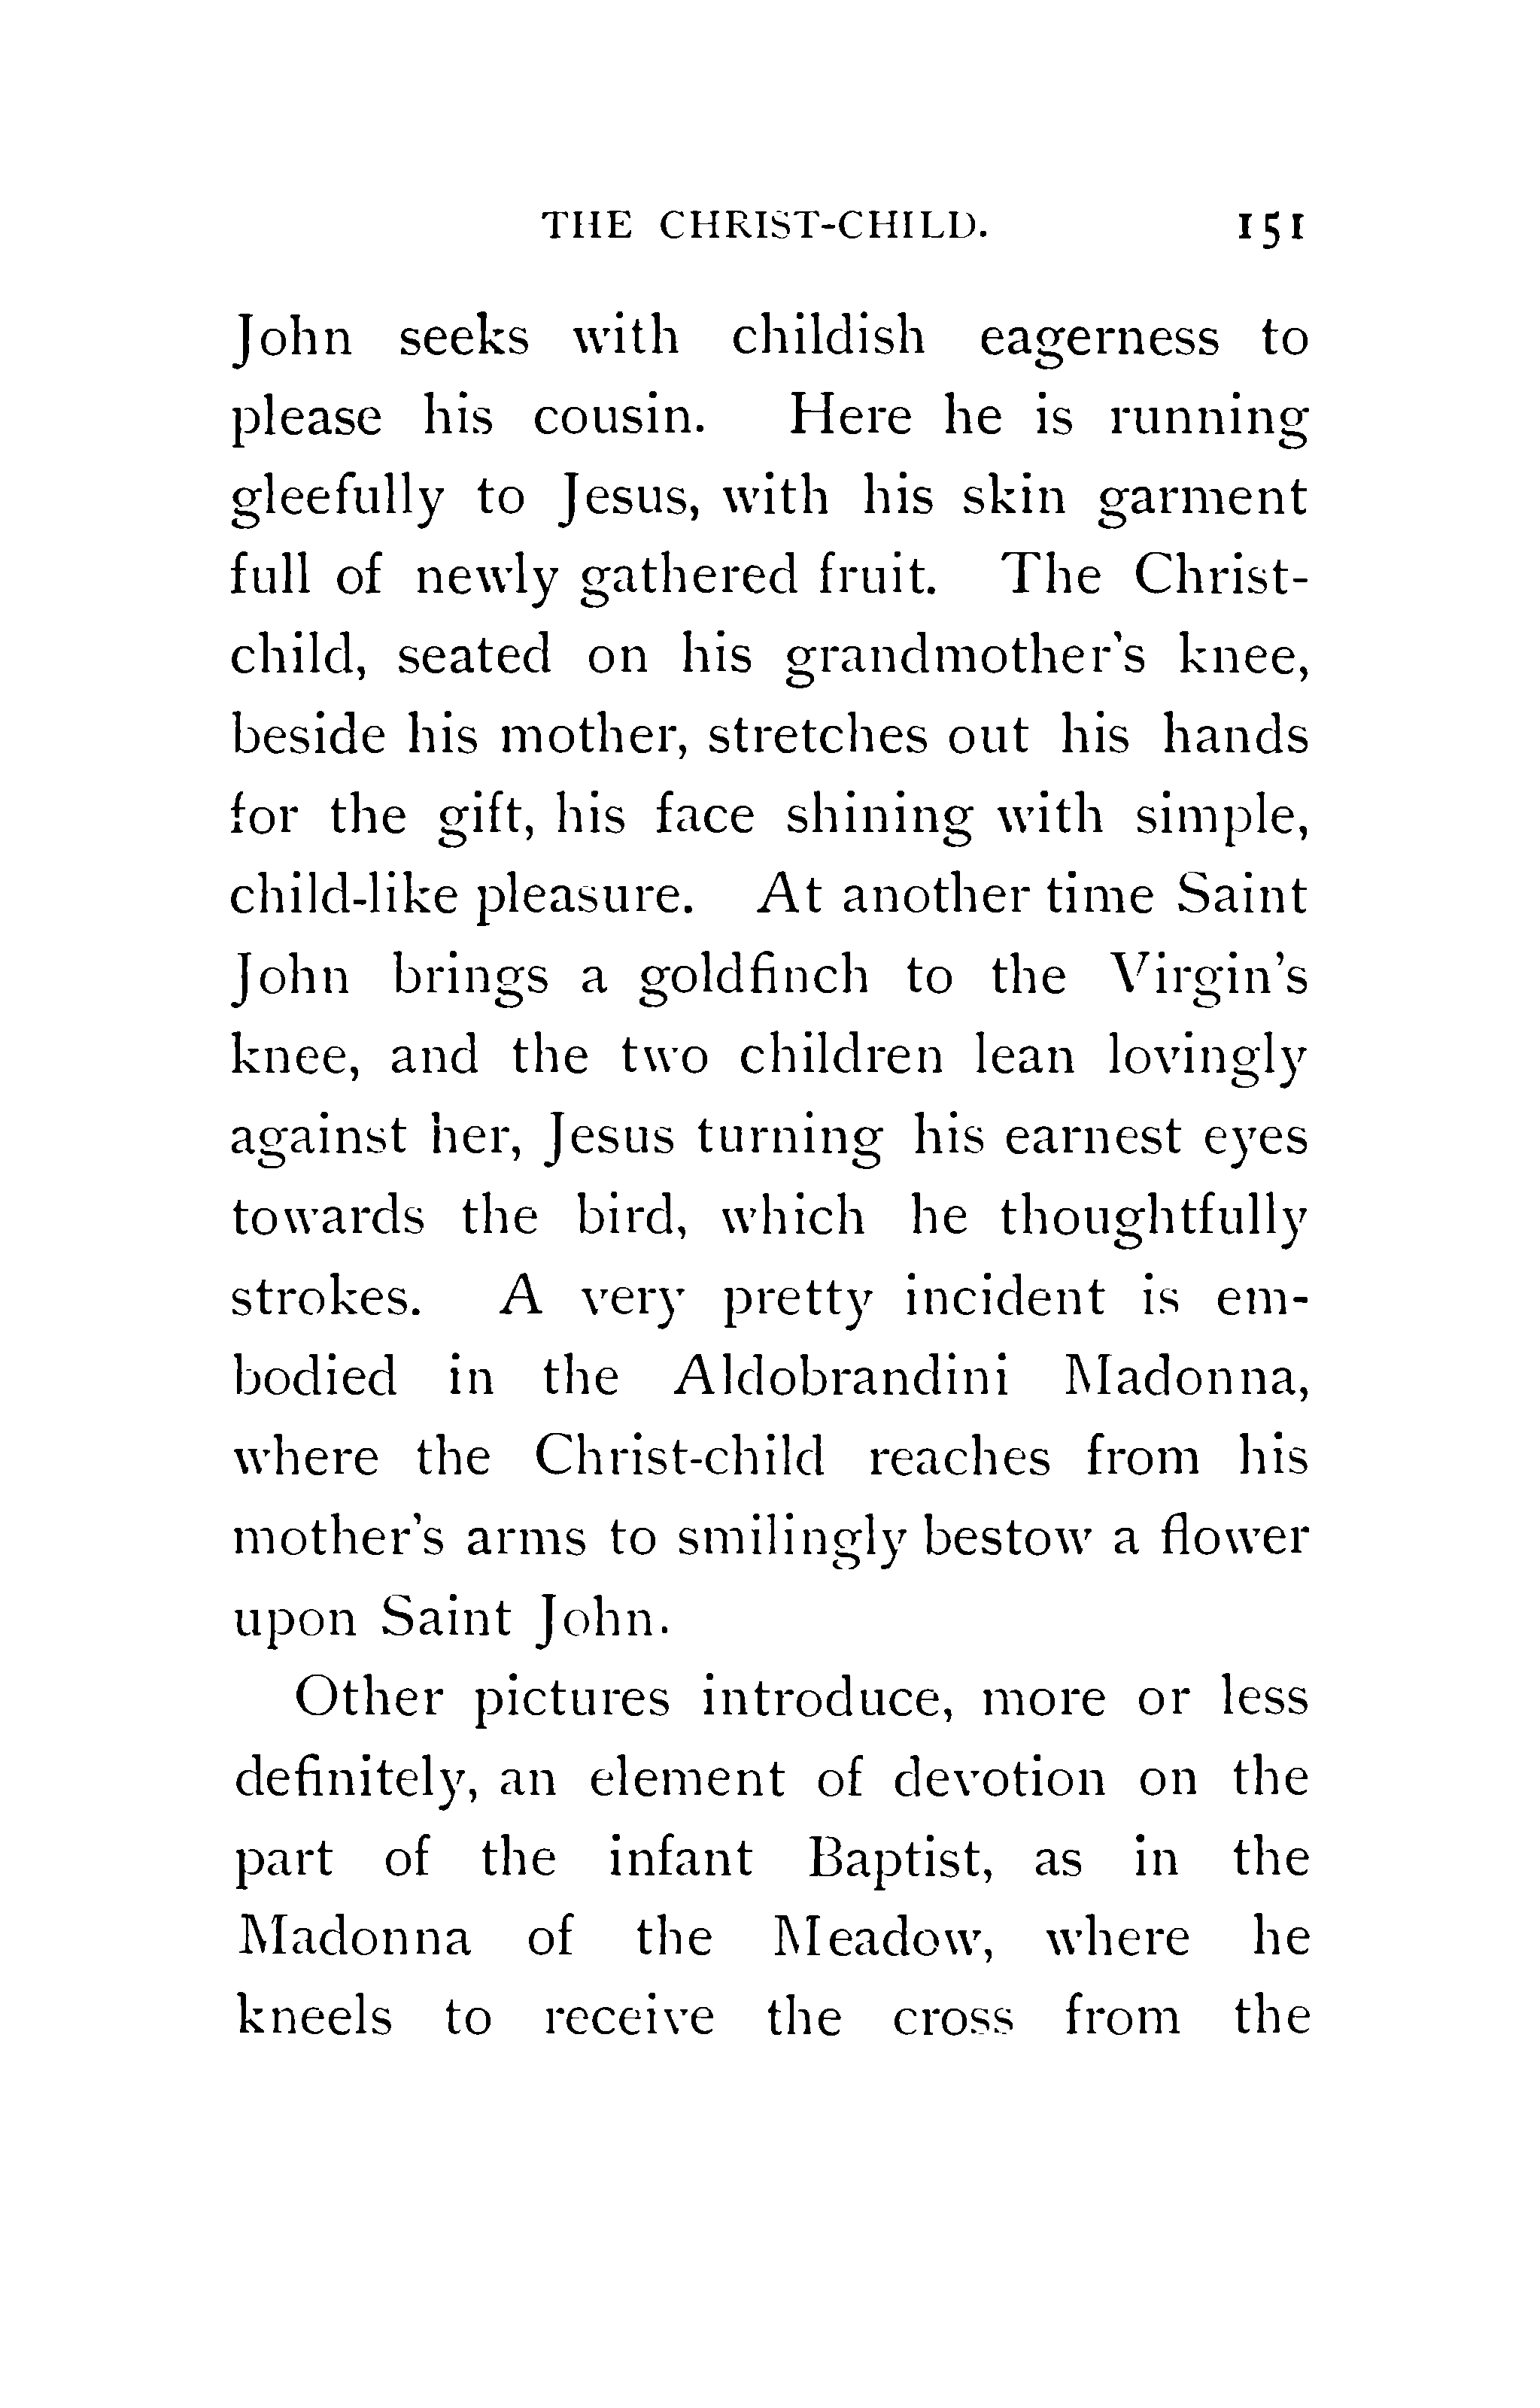 THE CHRIST-CHILD. 151
John seeks with childish eagerness to
please his cousin. Here he is running
gleefully to Jesus, with his skin garment
full of newly gathered fruit. The Christ-
child, seated on his grandmother's knee,
beside his mother, stretches out his hands
for the gift, his face shining with simple,
child-like pleasure. At another time Saint
John brings a goldfinch to the Virgin's
knee, and the two children lean lovingly
against her, Jesus turning his earnest eyes
towards the bird, which he thoughtfully
strokes. A very pretty incident is em-
bodied in the Aldobrandini Madonna,
where the Christ-child reaches from his
mother's arms to smilingly bestow a flower
upon Saint John.
Other pictures introduce, more or less
definitely, an element of devotion on the
part of the infant Baptist, as in the
Madonna of the Meadow, where he
kneels to receive the cross from the